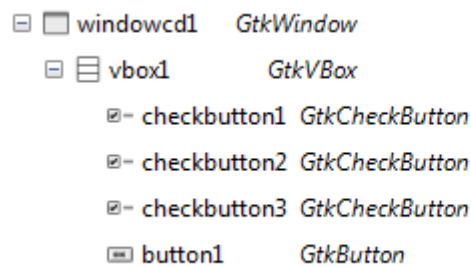 windowcd1 GtkWindow
vbox1 GtkVBox
checkbutton1 GtkCheckButton
checkbutton2 GtkCheckButton
checkbutton3 GtkCheckButton
button1 GtkButton